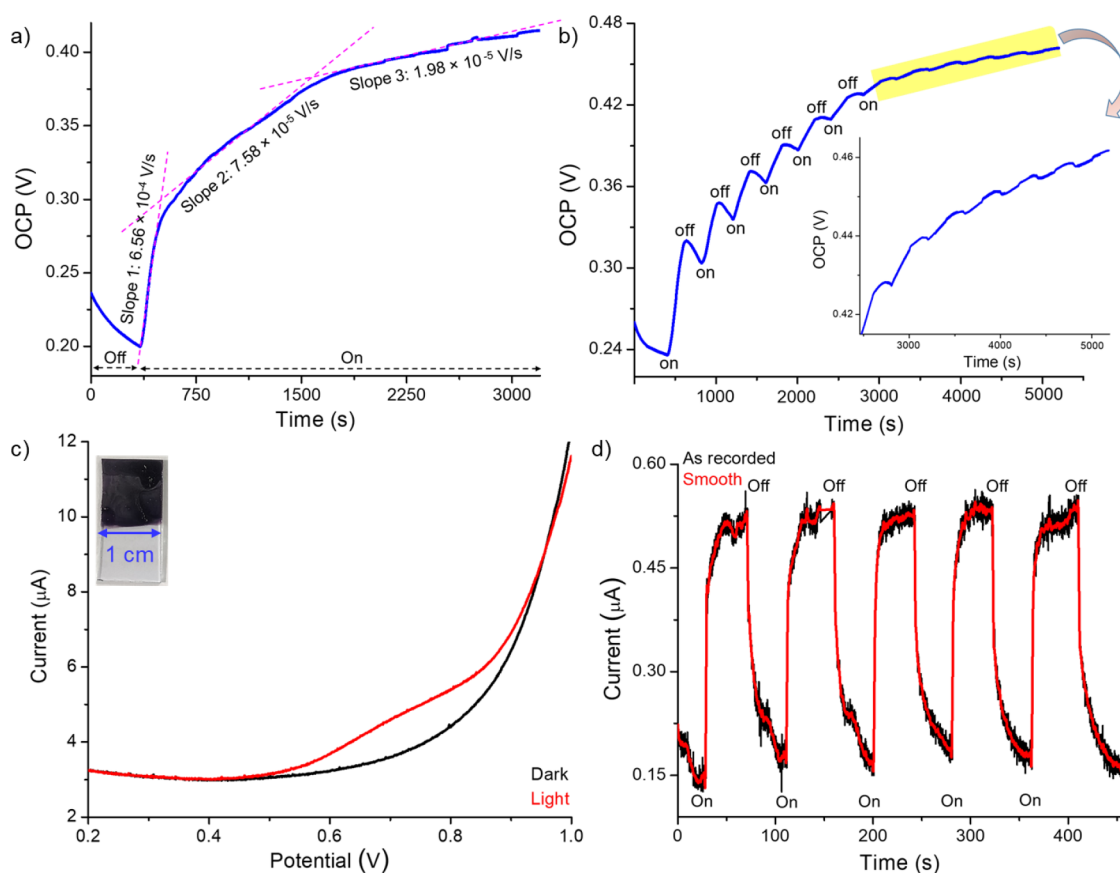 a)
0.40
0.35
0.30
0.25
0.20
OCP (V)
Slope 1: 6.56 × 10⁻⁴ V/s
Slope 2: 7.58 × 10⁻⁵ V/s
Slope 3: 1.98 × 10⁻⁵ V/s
Off
On
0 750 1500 2250 3000
Time (s)
b)
0.48
0.42
0.36
0.30
0.24
OCP (V)
on
off
on
off
on
off
on
off
on
off
on
off
on
0.46
0.44
0.42
OCP (V)
3000 4000 5000
Time (s)
1000 2000 3000 4000 5000
Time (s)
c)
12
10
8
6
4
2
Current (µA)
1 cm
Dark
Light
0.2 0.4 0.6 0.8 1.0
Potential (V)
d)
0.60
0.45
0.30
0.15
Current (µA)
As recorded
Smooth
Off Off Off Off Off
On On On On On
0 100 200 300 400
Time (s)